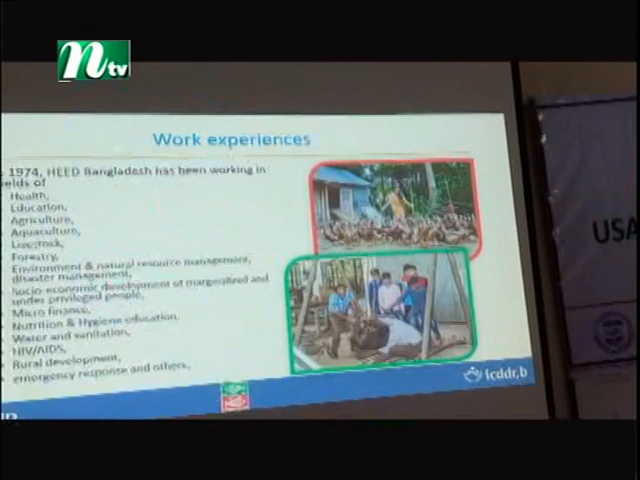 ntv
Work experiences
1974, HEED Bangladesh has been working in
ields of
Health,
Education,
Agriculture,
Aquaculture,
Livestock,
Forestry,
Environment & natural resource management,
disaster management,
Socio-economic development of marginalized and
under privileged people,
Micro finance,
Nutrition & Hygiene education,
Water and sanitation,
HIV/AIDS,
Rural development,
emergency response and others,
icddr,b
USA